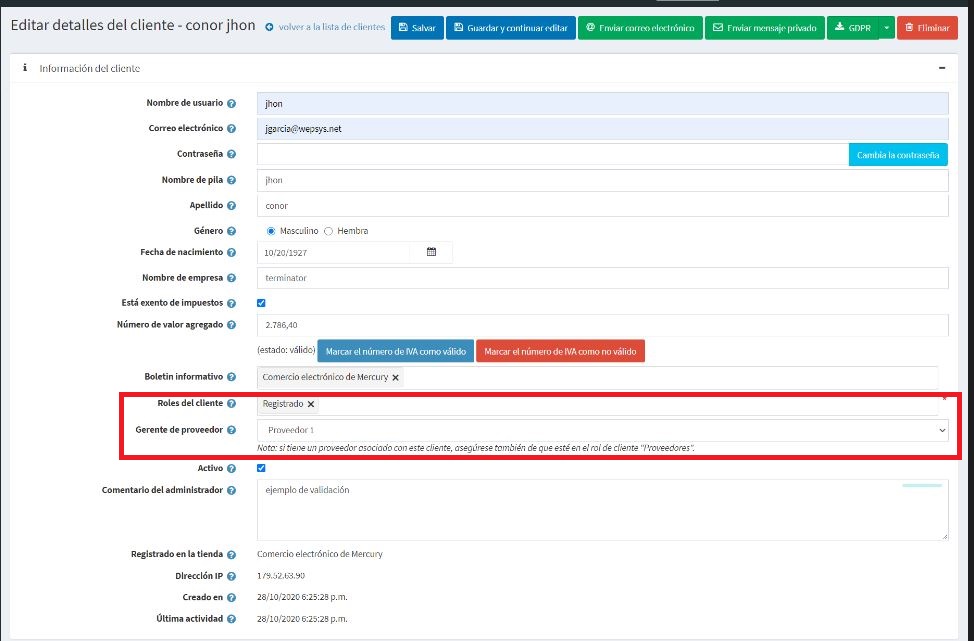 Editar detalles del cliente - conor jhon volver a la lista de clientes Salvar Guardar y continuar editar Enviar correo electrónico Enviar mensaje privado GDPR Eliminar
Información del cliente
Nombre de usuario jhon
Correo electrónico jgarcia@wepsys.net
Contraseña Cambia la contraseña
Nombre de pila jhon
Apellido conor
Género Masculino Hembra
Fecha de nacimiento 10/20/1927
Nombre de empresa terminator
Está exento de impuestos
Número de valor agregado 2.786,40
(estado: válido) Marcar el número de IVA como válido Marcar el número de IVA como no válido
Boletin informativo Comercio electrónico de Mercury
Roles del cliente Registrado *
Gerente de proveedor Proveedor 1
Nota: si tiene un proveedor asociado con este cliente, asegúrese también de que esté en el rol de cliente "Proveedores".
Activo
Comentario del administrador ejemplo de validación
Registrado en la tienda Comercio electrónico de Mercury
Dirección IP 179.52.63.90
Creado en 28/10/2020 6:25:28 p.m.
Última actividad 28/10/2020 6:25:28 p.m.